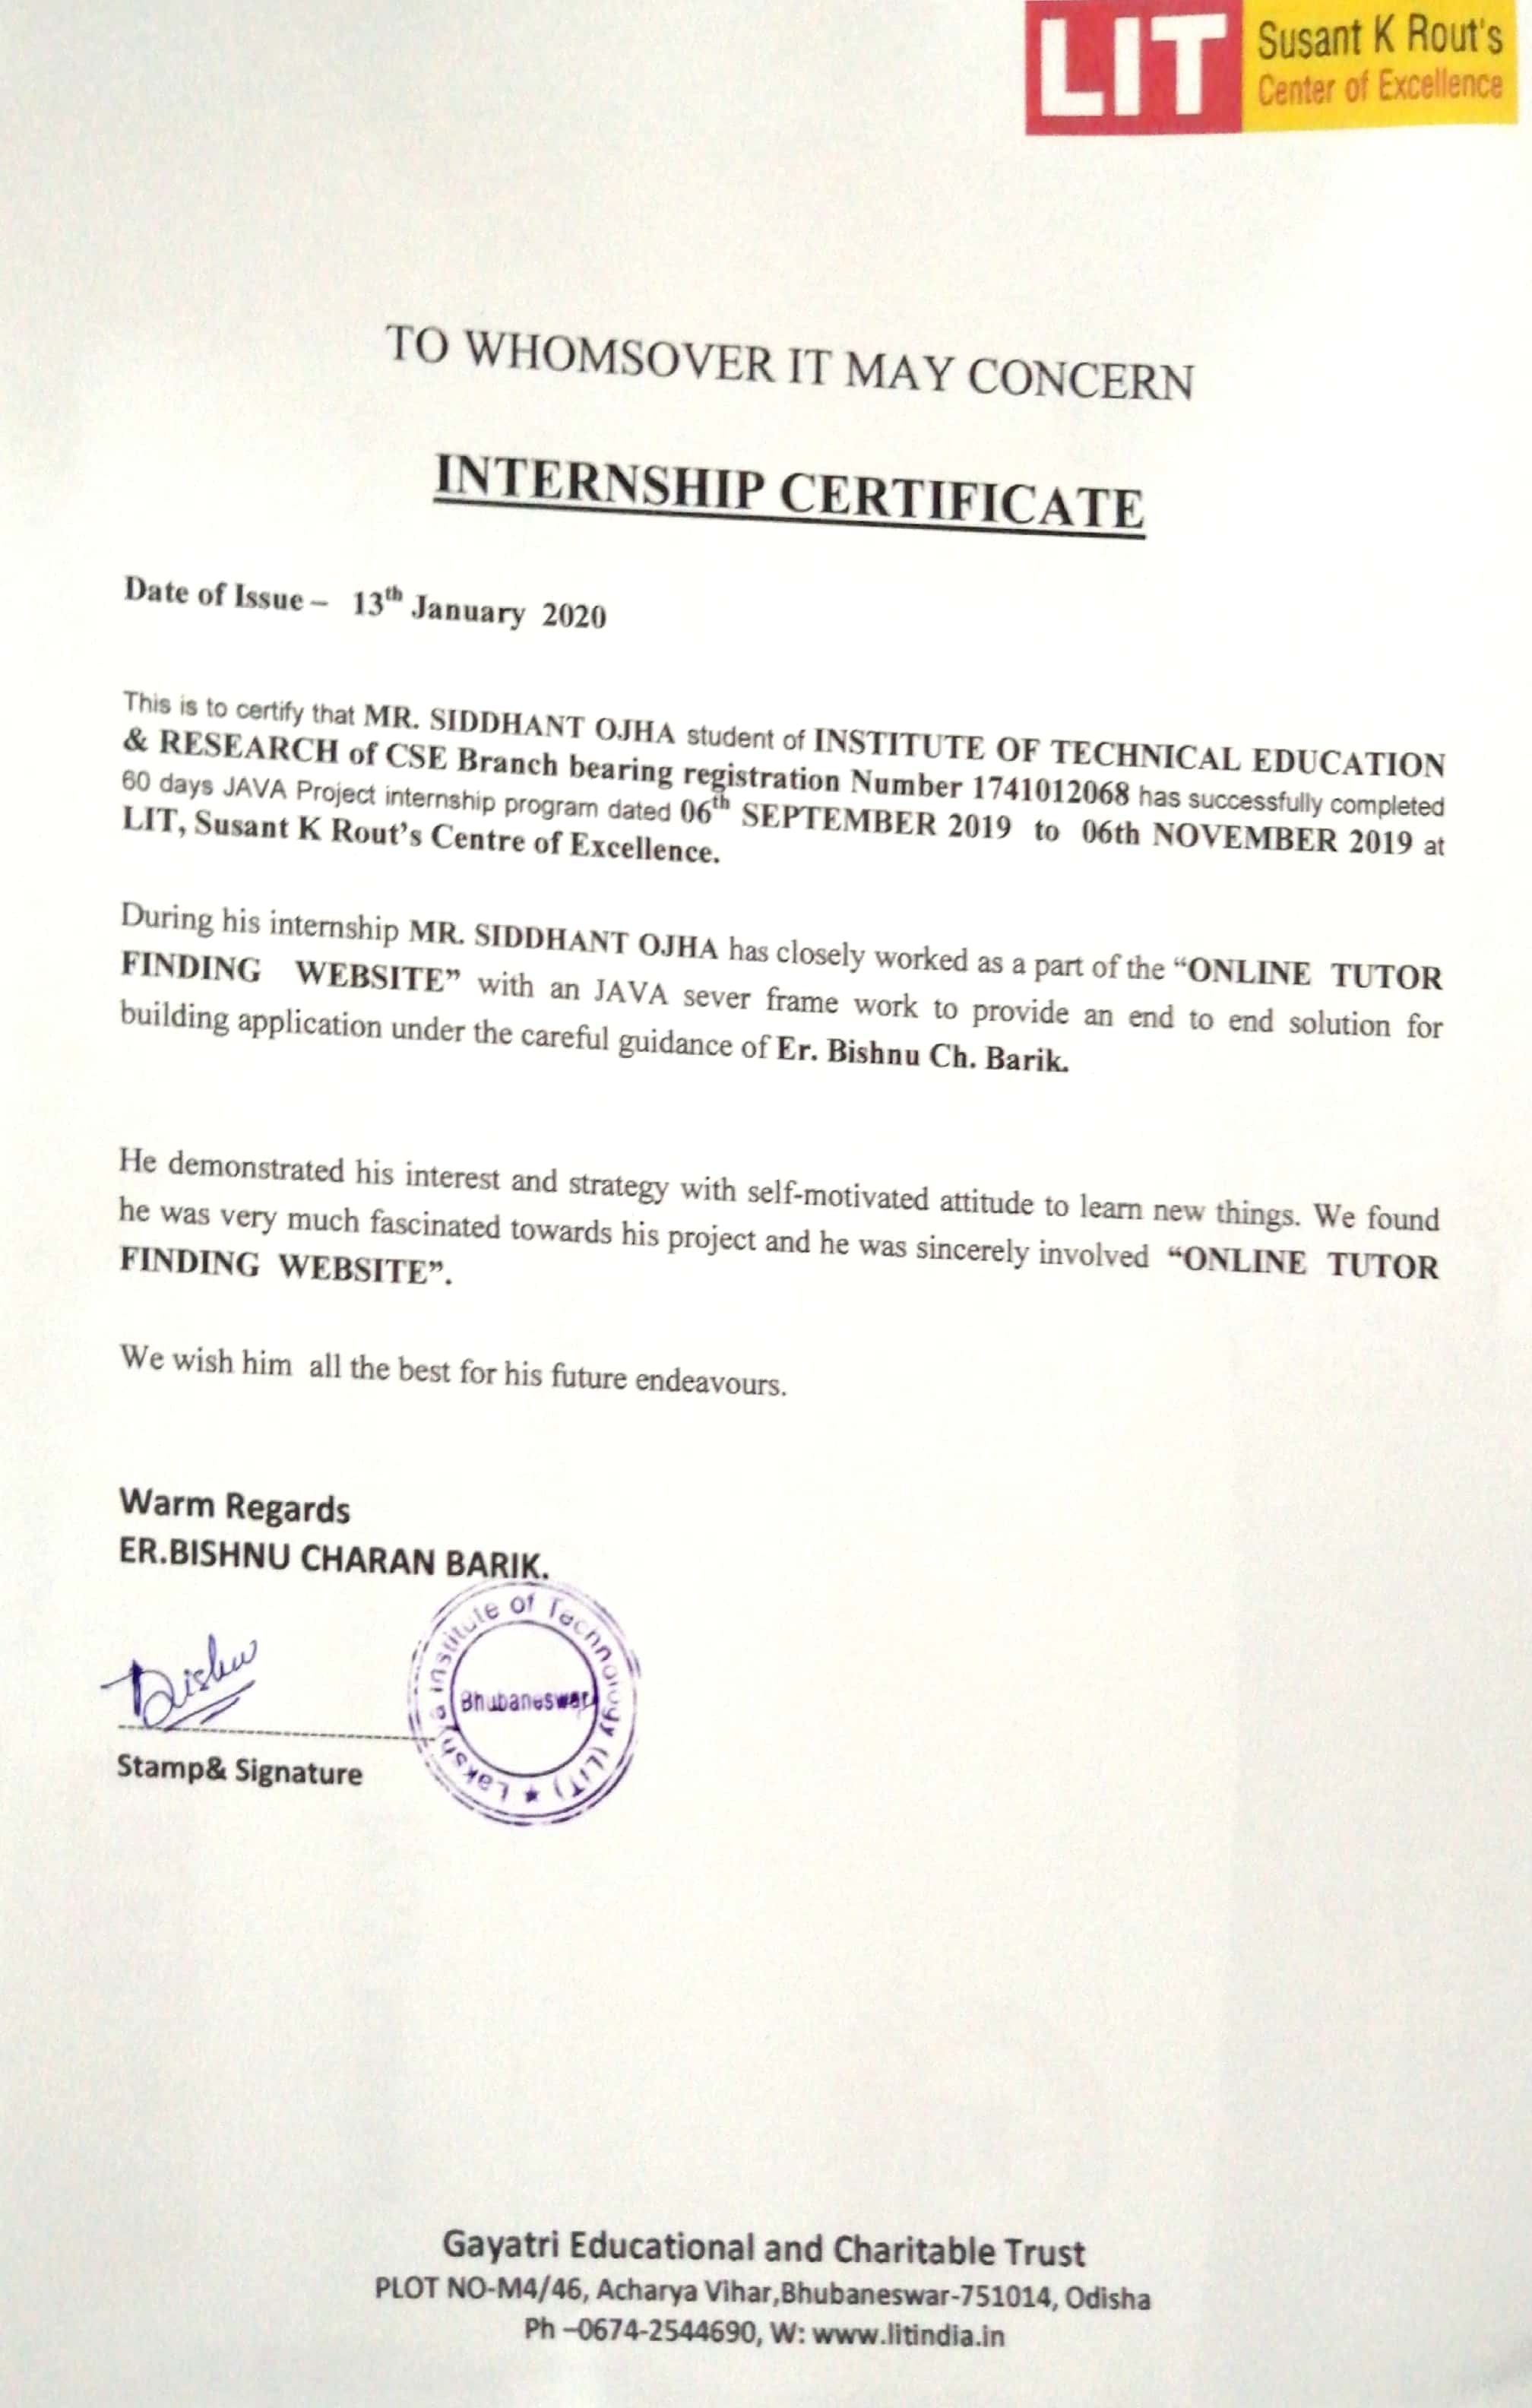 LIT
Susant K Rout's
Center of Excellence
TO WHOMSOVER IT MAY CONCERN
INTERNSHIP CERTIFICATE
Date of Issue – 13th January 2020
This is to certify that MR. SIDDHANT OJHA student of INSTITUTE OF TECHNICAL EDUCATION
& RESEARCH of CSE Branch bearing registration Number 1741012068 has successfully completed
60 days JAVA Project internship program dated 06th SEPTEMBER 2019 to 06th NOVEMBER 2019 at
LIT, Susant K Rout’s Centre of Excellence.
During his internship MR. SIDDHANT OJHA has closely worked as a part of the “ONLINE TUTOR
FINDING WEBSITE” with an JAVA sever frame work to provide an end to end solution for
building application under the careful guidance of Er. Bishnu Ch. Barik.
He demonstrated his interest and strategy with self-motivated attitude to learn new things. We found
he was very much fascinated towards his project and he was sincerely involved “ONLINE TUTOR
FINDING WEBSITE”.
We wish him all the best for his future endeavours.
Warm Regards
ER.BISHNU CHARAN BARIK.
Bishnu
Lakshya Institute of Technology (LIT)
Bhubaneswar
Stamp& Signature
Gayatri Educational and Charitable Trust
PLOT NO-M4/46, Acharya Vihar,Bhubaneswar-751014, Odisha
Ph –0674-2544690, W: www.litindia.in